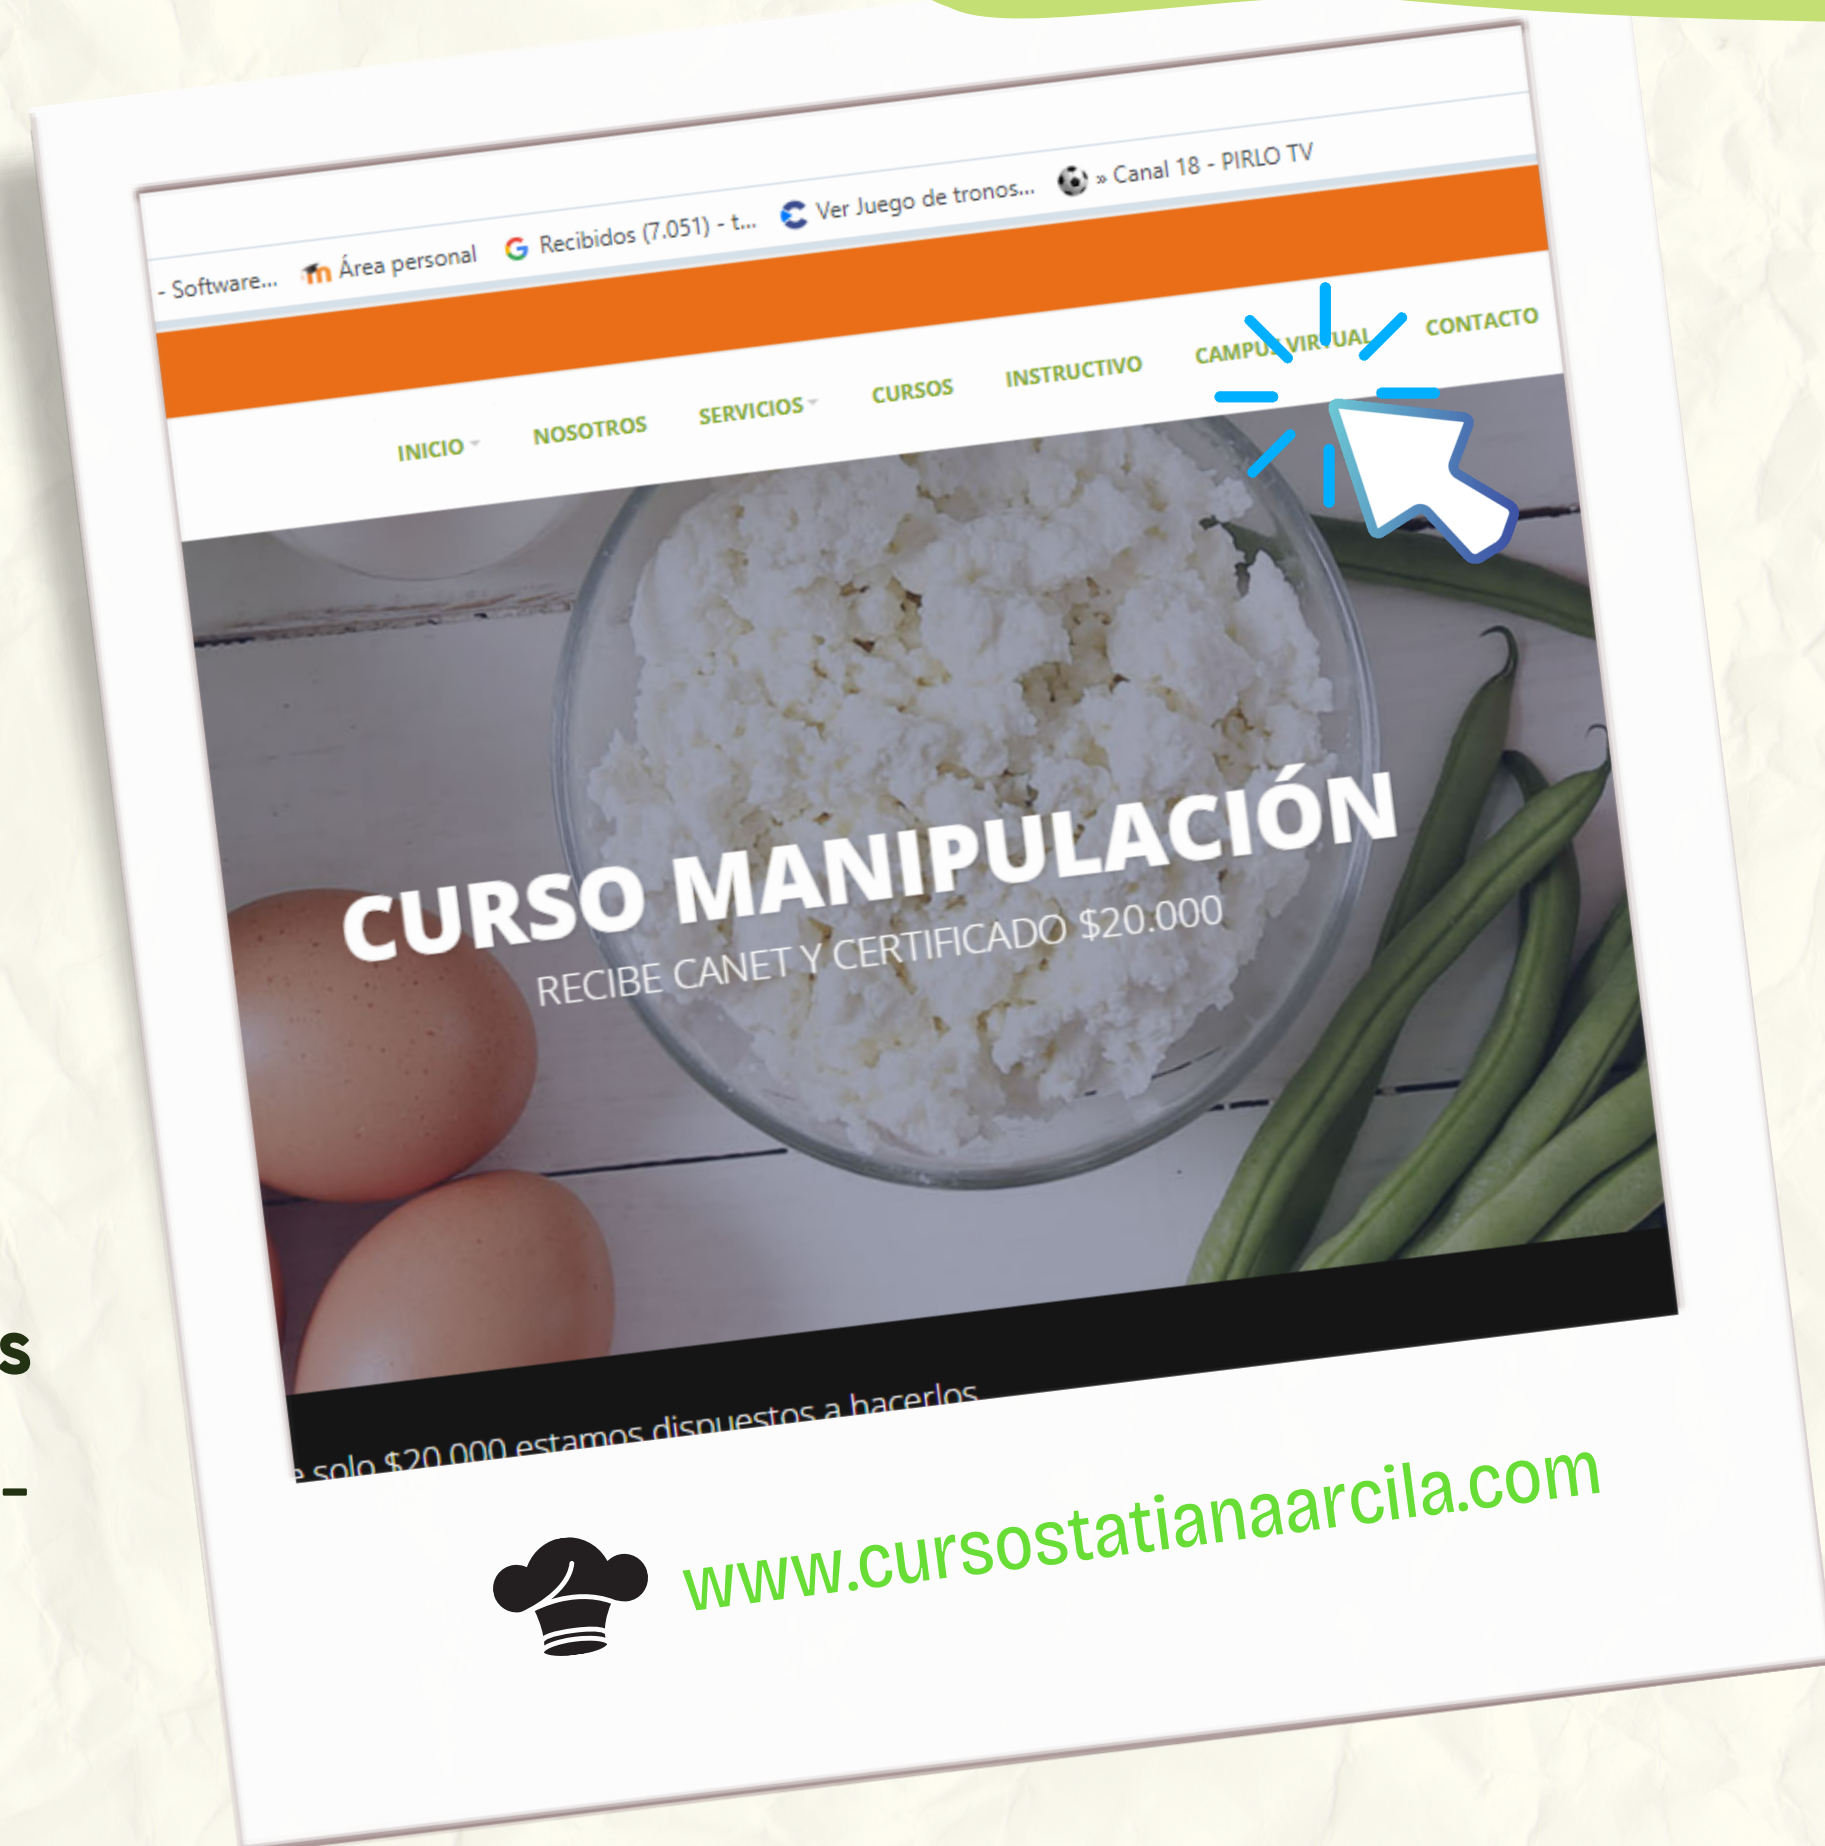 - Software... Área personal Recibidos (7.051) - t... Ver Juego de tronos... » Canal 18 - PIRLO TV
INICIO NOSOTROS SERVICIOS CURSOS INSTRUCTIVO CAMPUS VIRTUAL CONTACTO
CURSO MANIPULACIÓN
RECIBE CANET Y CERTIFICADO $20.000
e solo $20.000 estamos dispuestos a hacerlos
s
-
www.cursostatianaarcila.com